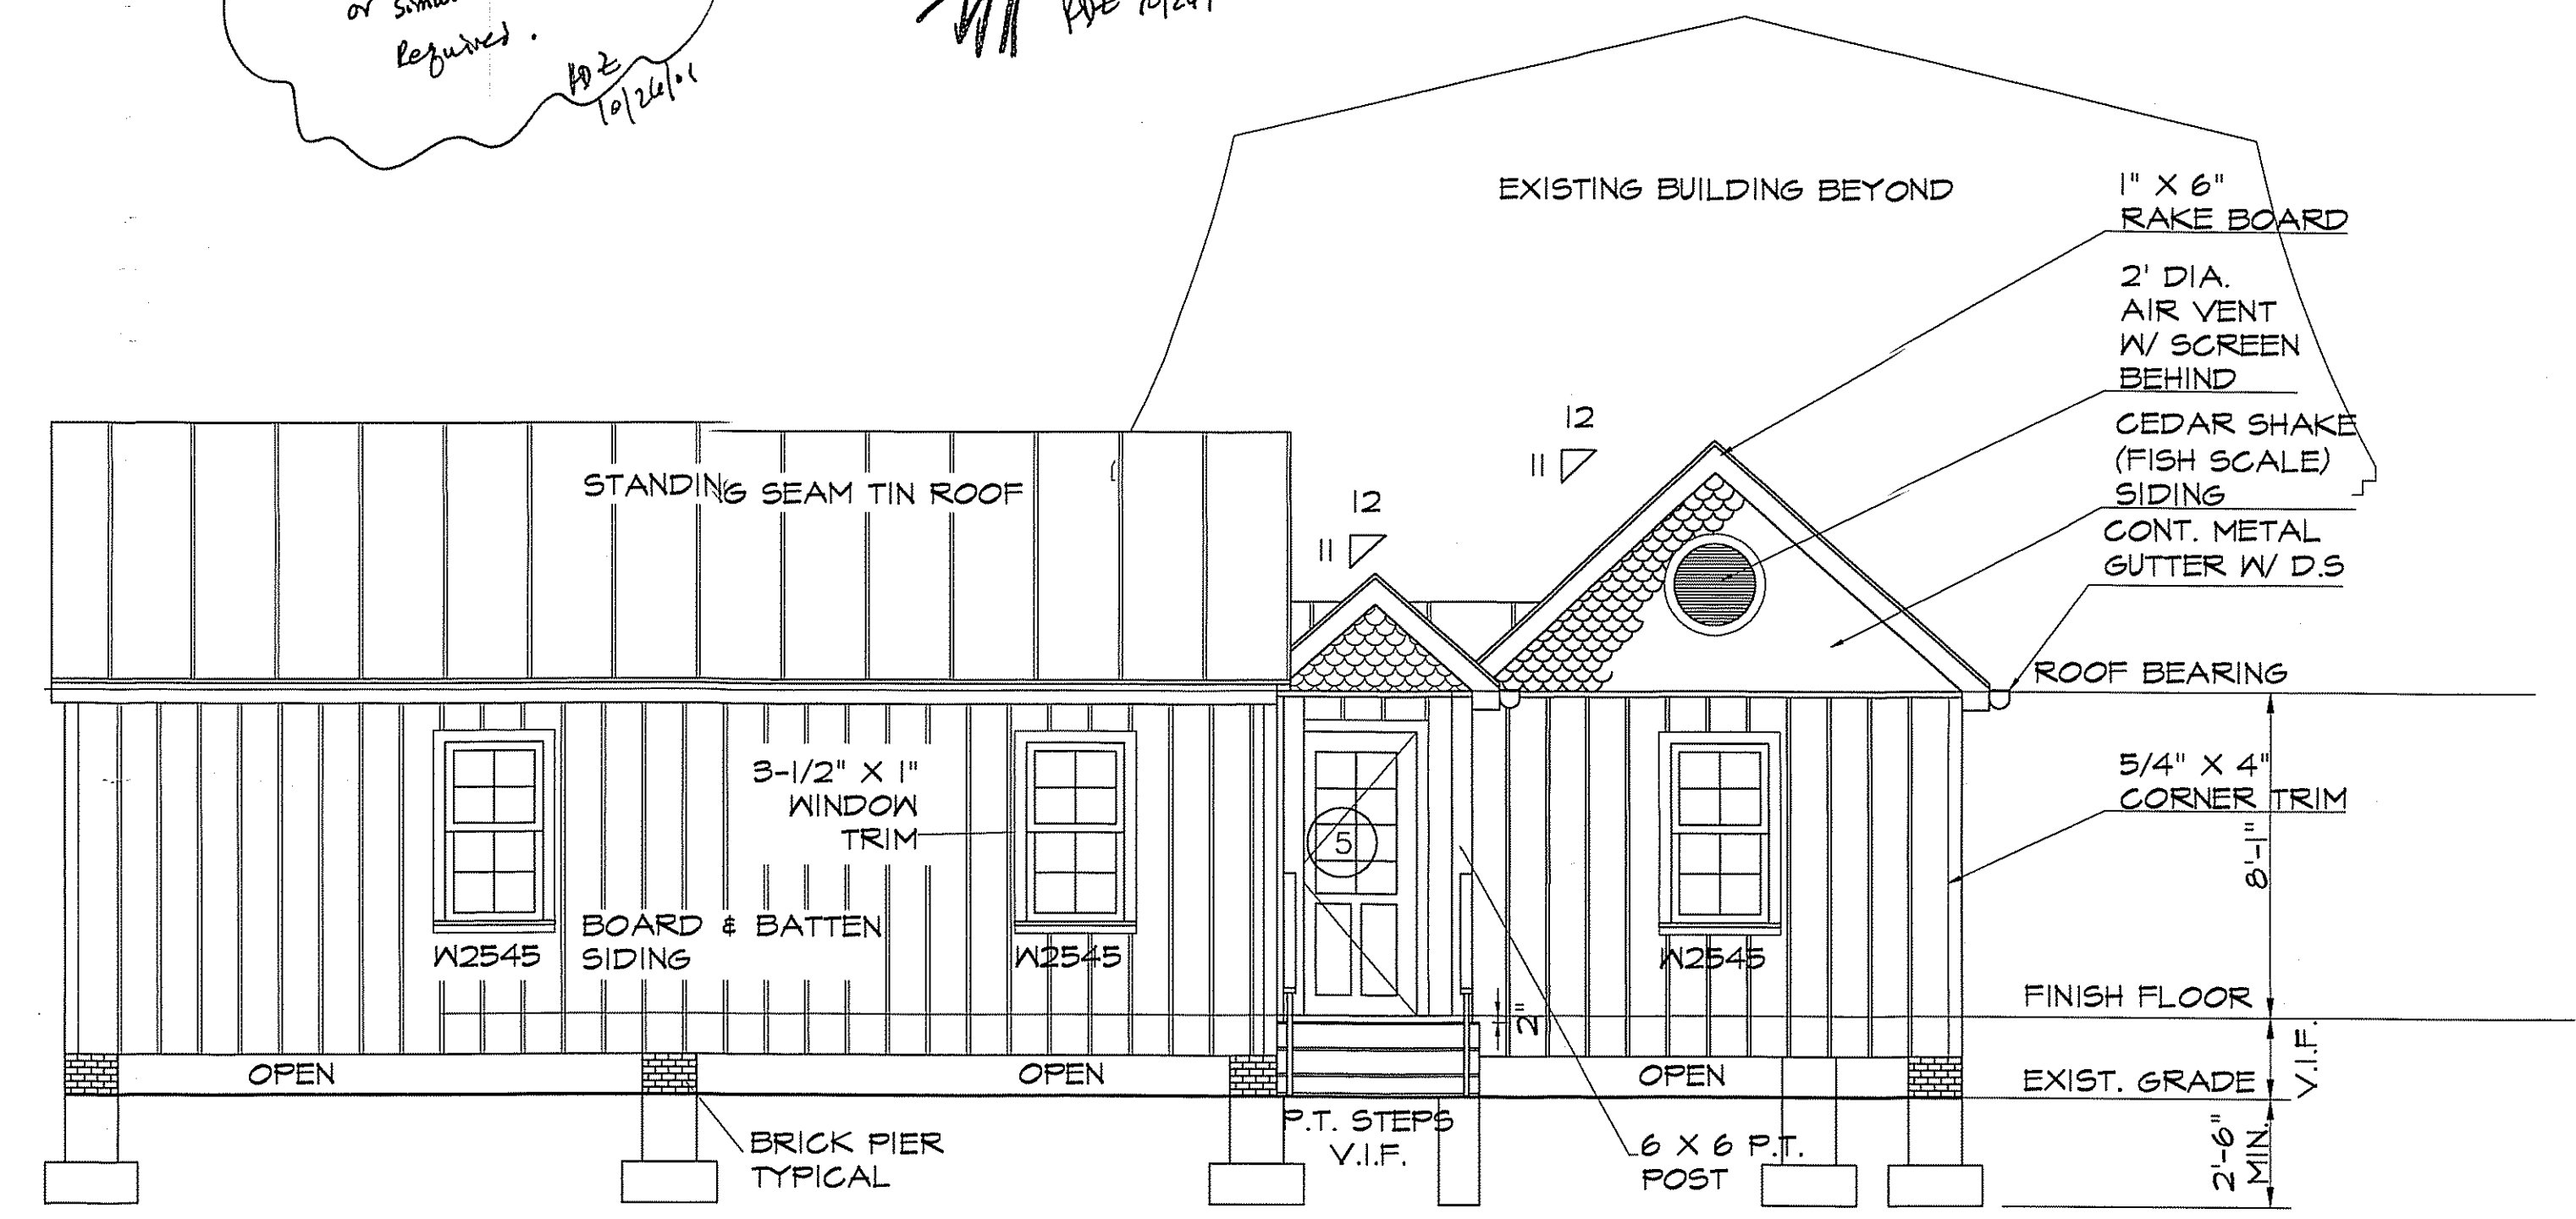 or
Required.
10/26/01
EXISTING BUILDING BEYOND
1" X 6"
RAKE BOARD
2' DIA.
AIR VENT
W/ SCREEN
BEHIND
CEDAR SHAKE
(FISH SCALE)
SIDING
CONT. METAL
GUTTER W/ D.S
12
11
12
11
STANDING SEAM TIN ROOF
ROOF BEARING
3-1/2" X 1"
WINDOW
TRIM
5
5/4" X 4"
CORNER TRIM
8'-1"
BOARD & BATTEN
SIDING
W2545
W2545
W2545
2"
FINISH FLOOR
V.I.F.
OPEN
OPEN
OPEN
EXIST. GRADE
P.T. STEPS
V.I.F.
BRICK PIER
TYPICAL
6 X 6 P.T.
POST
2'-6"
MIN.